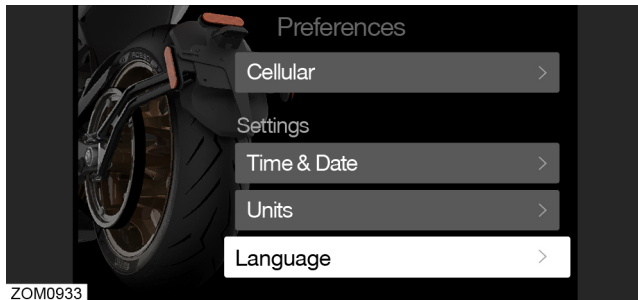 Preferences
Cellular
Settings
Time & Date
Units
Language
ZOM0933